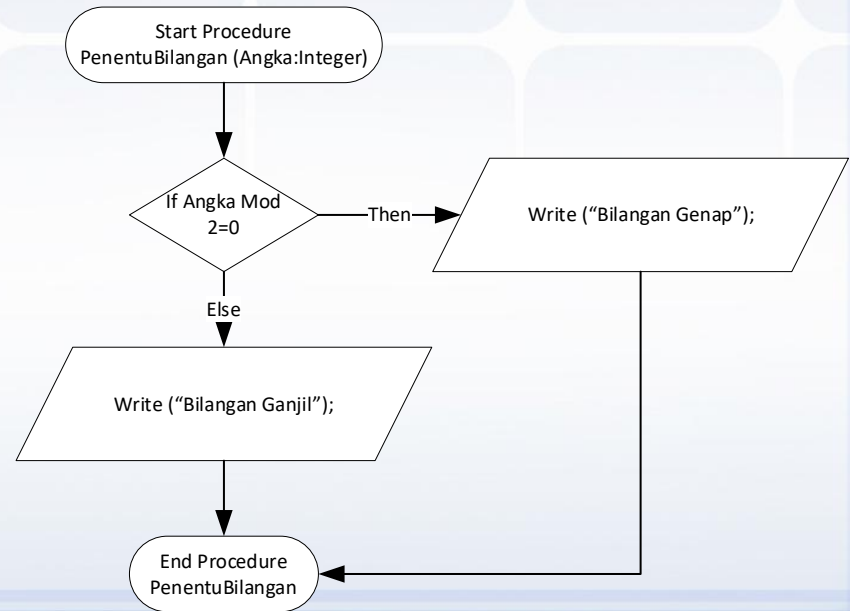 Start Procedure
PenentuBilangan (Angka:Integer)
If Angka Mod
2=0
Then
Write (“Bilangan Genap”);
Else
Write (“Bilangan Ganjil”);
End Procedure
PenentuBilangan